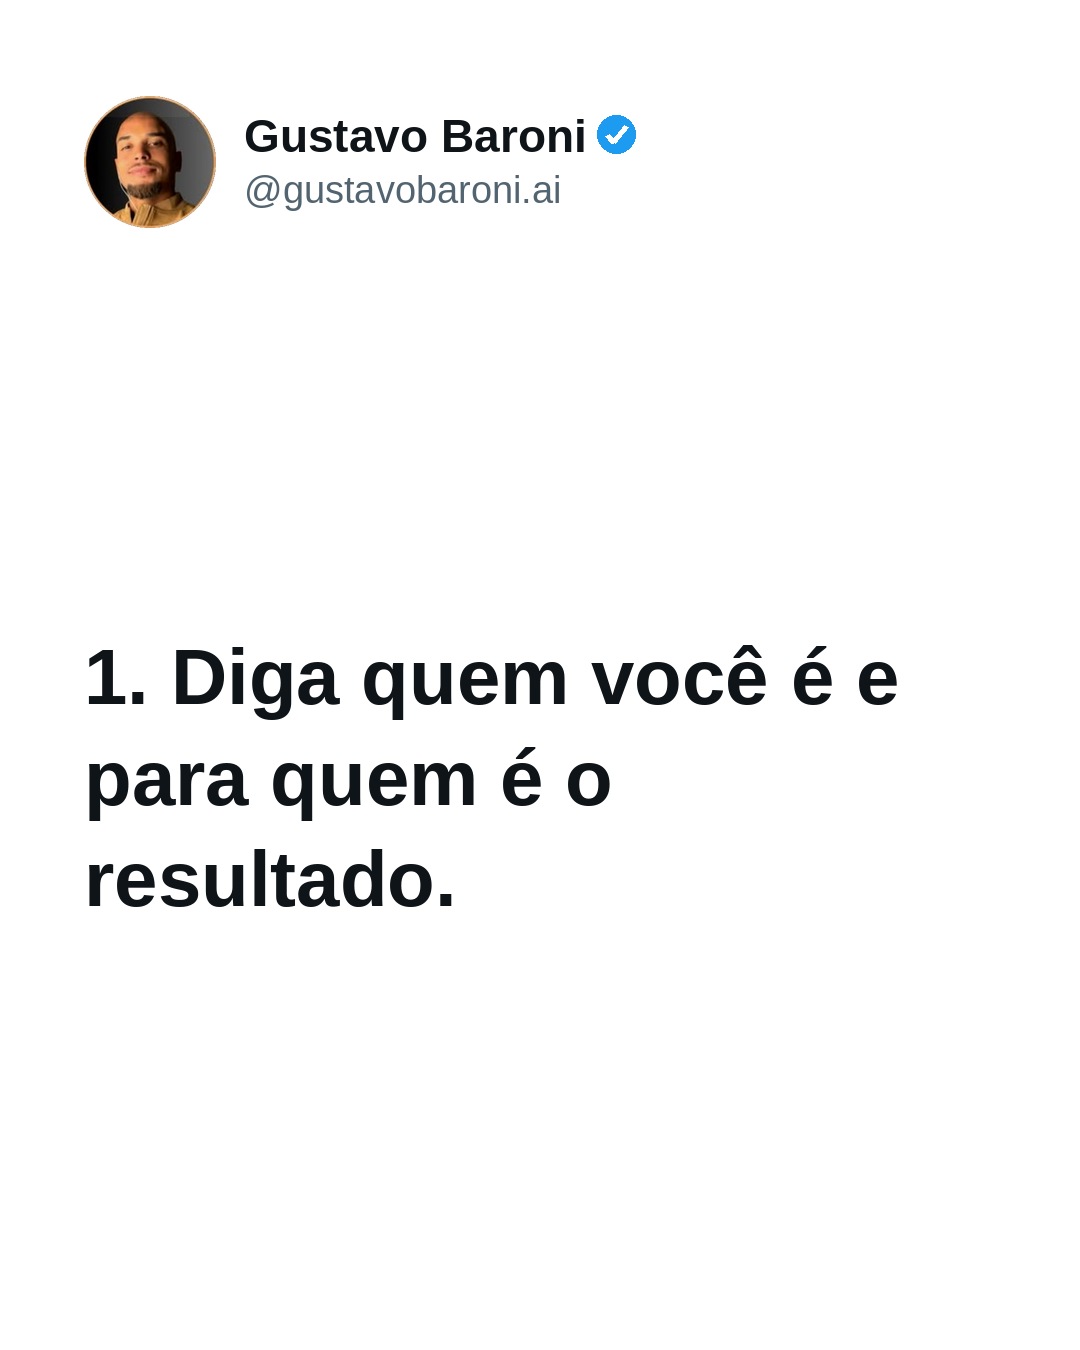 Gustavo Baroni
@gustavobaroni.ai
1. Diga quem você é e
para quem é o
resultado.